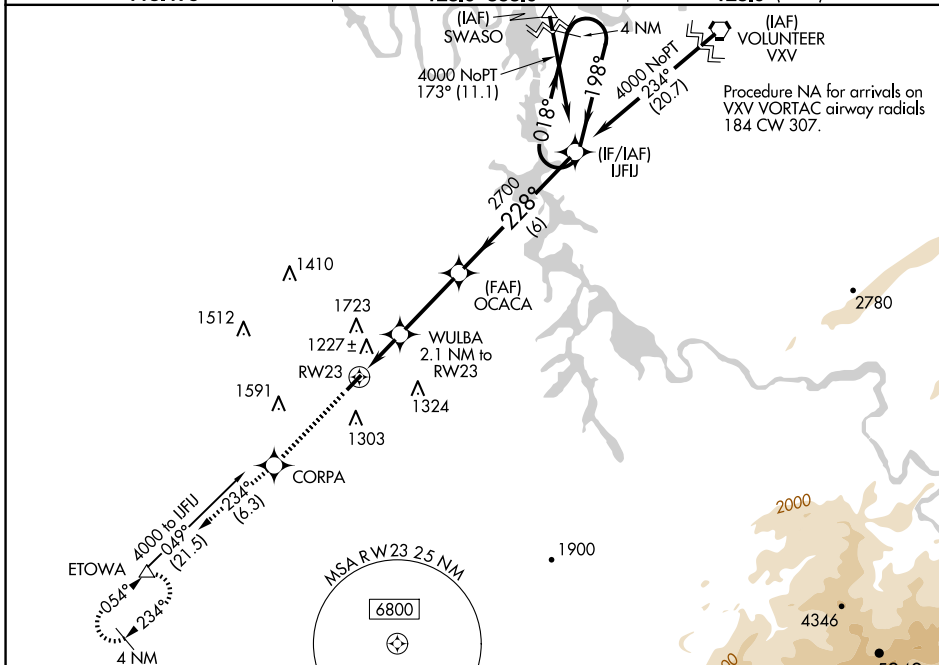 (IAF)
SWASO
4 NM
(IAF)
VOLUNTEER
VXV
4000 NoPT
173° (11.1)
018°
198°
4000 NoPT
234°
(20.7)
Procedure NA for arrivals on
VXV VORTAC airway radials
184 CW 307.
(IF/IAF)
IJFIJ
2700
228°
(6)
(FAF)
OCACA
1410
2780
1512
1723
WULBA
2.1 NM to
RW23
1227 ±
RW23
1591
1324
1303
CORPA
4000 to IJFIJ
049°
(21.5)
234°
(6.3)
ETOWA
054°
234°
4 NM
MSA RW23 25 NM
6800
1900
2000
4346